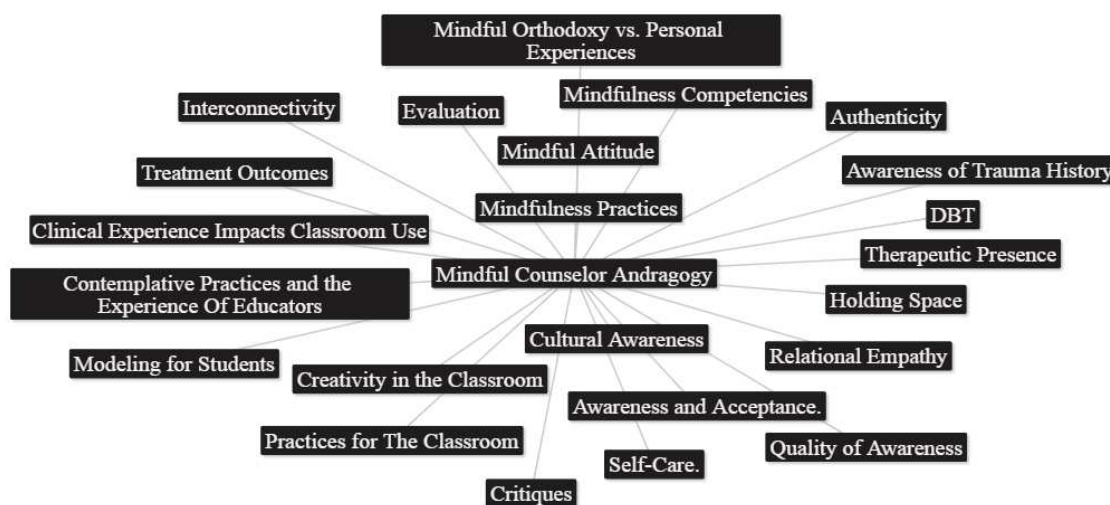 Mindful Orthodoxy vs. Personal
Experiences
Mindfulness Competencies
Interconnectivity
Evaluation
Authenticity
Mindful Attitude
Treatment Outcomes
Awareness of Trauma History
Mindfulness Practices
DBT
Clinical Experience Impacts Classroom Use
Therapeutic Presence
Mindful Counselor Andragogy
Contemplative Practices and the
Experience Of Educators
Holding Space
Cultural Awareness
Relational Empathy
Modeling for Students
Creativity in the Classroom
Awareness and Acceptance.
Practices for The Classroom
Quality of Awareness
Self-Care.
Critiques